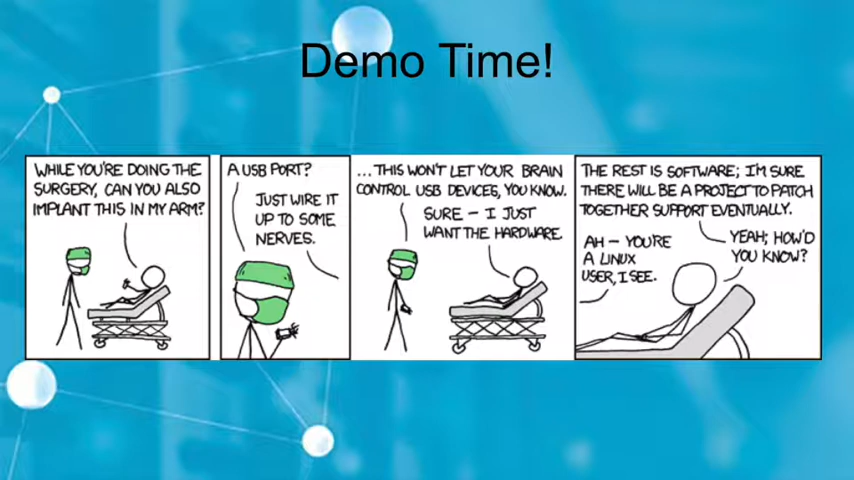 Demo Time!
WHILE YOU'RE DOING THE
SURGERY, CAN YOU ALSO
IMPLANT THIS IN MY ARM?
A USB PORT?
JUST WIRE IT
UP TO SOME
NERVES.
...THIS WON'T LET YOUR BRAIN
CONTROL USB DEVICES, YOU KNOW.
SURE – I JUST
WANT THE HARDWARE.
THE REST IS SOFTWARE; I'M SURE
THERE WILL BE A PROJECT TO PATCH
TOGETHER SUPPORT EVENTUALLY.
AH – YOU'RE
A LINUX
USER, I SEE.
YEAH; HOW'D
YOU KNOW?